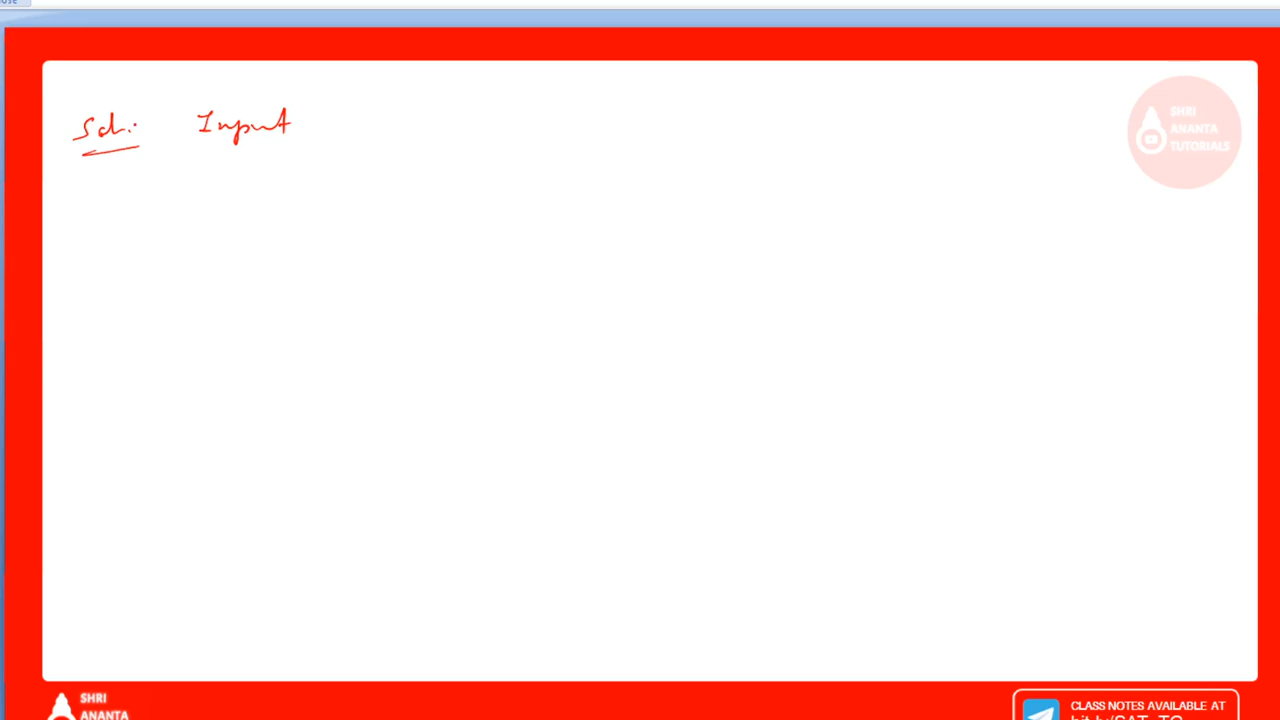 Sol:- Input
SHRI
ANANTA
TUTORIALS
SHRI
ANANTA
CLASS NOTES AVAILABLE AT